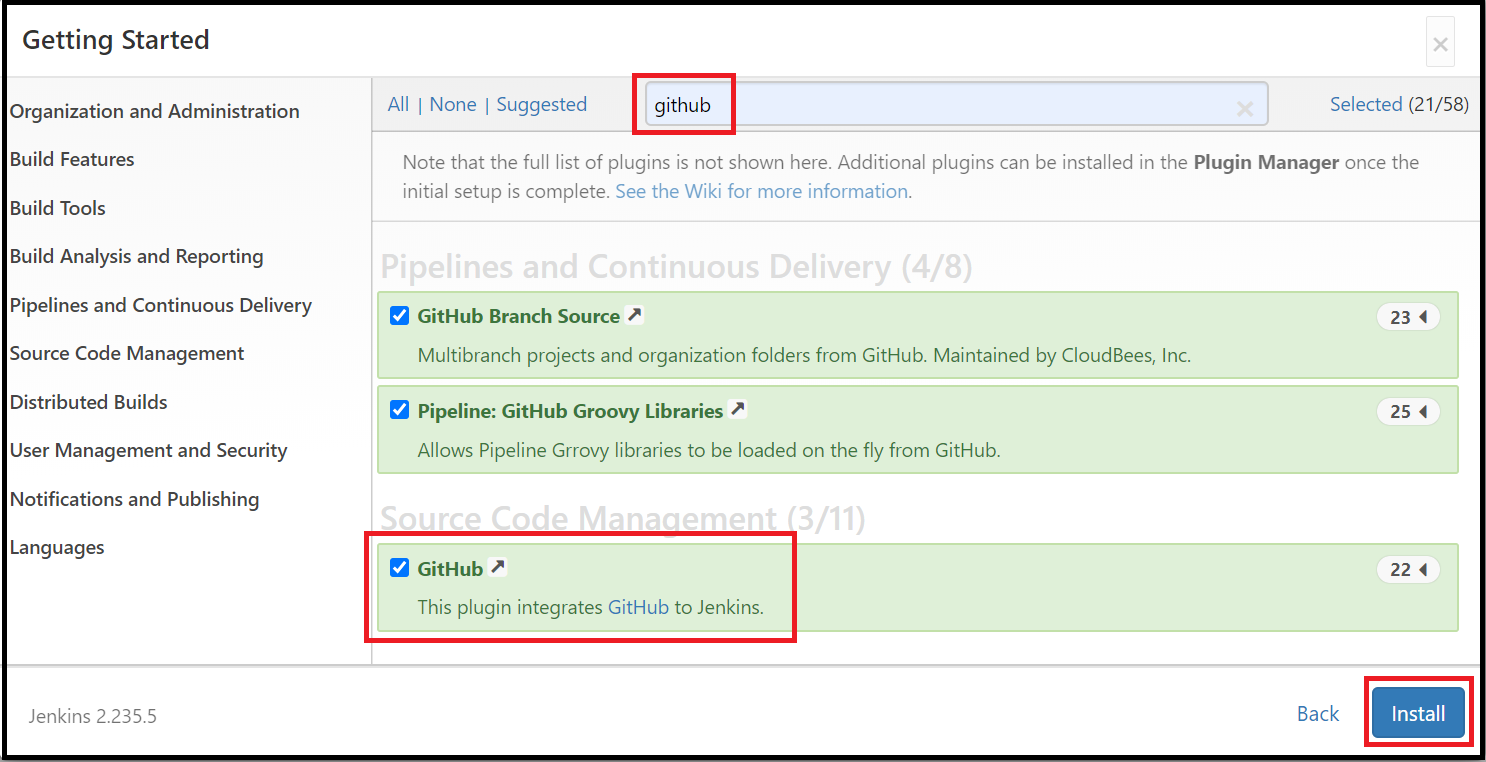 Getting Started
Organization and Administration
Build Features
Build Tools
Build Analysis and Reporting
Pipelines and Continuous Delivery
Source Code Management
Distributed Builds
User Management and Security
Notifications and Publishing
Languages
All | None | Suggested
github
Selected (21/58)
Note that the full list of plugins is not shown here. Additional plugins can be installed in the Plugin Manager once the
initial setup is complete. See the Wiki for more information.
Pipelines and Continuous Delivery (4/8)
GitHub Branch Source
23
Multibranch projects and organization folders from GitHub. Maintained by CloudBees, Inc.
Pipeline: GitHub Groovy Libraries
25
Allows Pipeline Grrovy libraries to be loaded on the fly from GitHub.
Source Code Management (3/11)
GitHub
22
This plugin integrates GitHub to Jenkins.
Jenkins 2.235.5
Back
Install